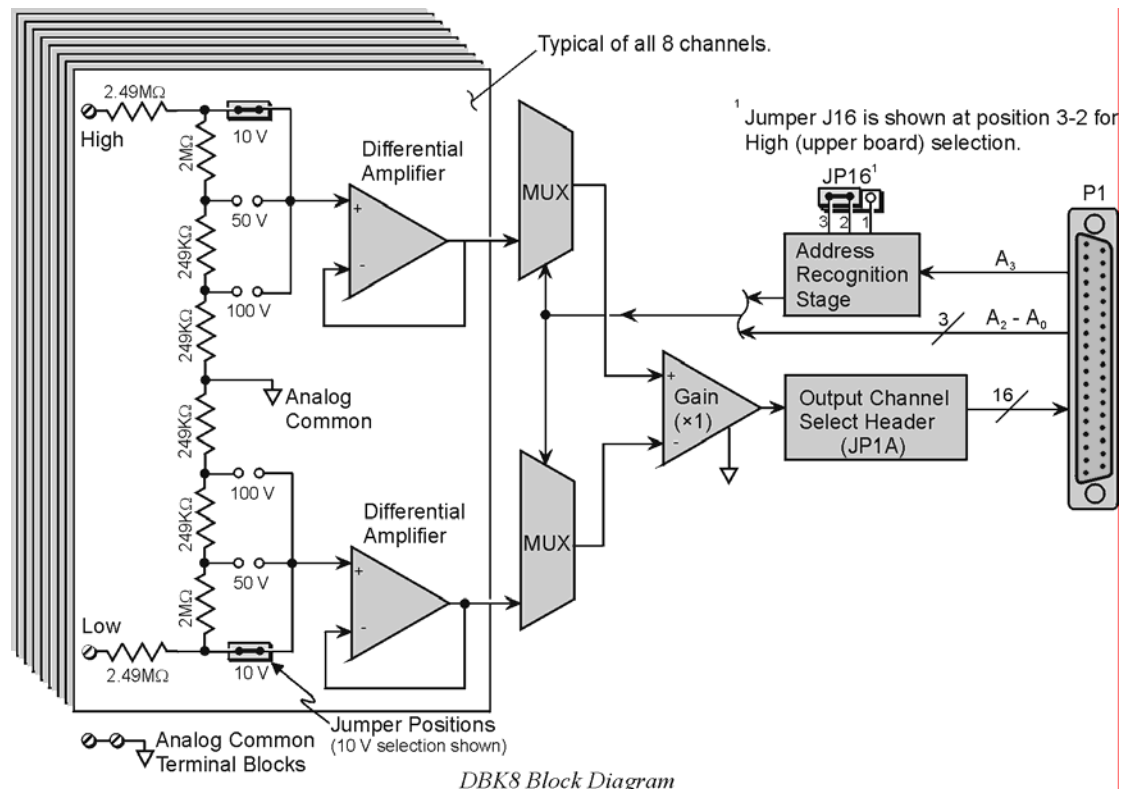 Typical of all 8 channels.
2.49MΩ
High
10 V
2MΩ
50 V
249KΩ
100 V
249KΩ
Analog
Common
249KΩ
100 V
249KΩ
50 V
2MΩ
Low
2.49MΩ
10 V
Differential
Amplifier
+
-
Differential
Amplifier
+
-
MUX
MUX
1 Jumper J16 is shown at position 3-2 for
High (upper board) selection.
JP16¹
3 2 1
Address
Recognition
Stage
A₃
3
A₂ - A₀
P1
+
Gain
(×1)
-
Output Channel
Select Header
(JP1A)
16
Jumper Positions
(10 V selection shown)
Analog Common
Terminal Blocks
DBK8 Block Diagram